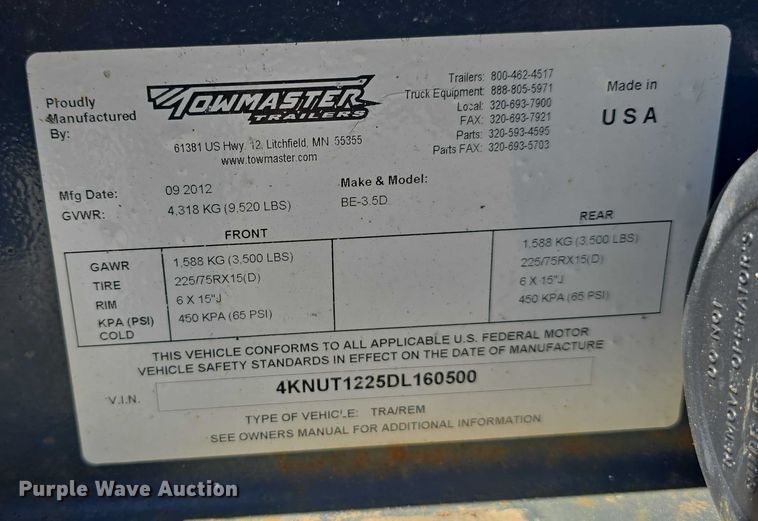 Proudly
Manufactured
By:
TOWMASTER
TRAILERS
61381 US Hwy. 12, Litchfield, MN 55355
www.towmaster.com
Trailers: 800-462-4517
Truck Equipment: 888-805-5971
Local: 320-693-7900
FAX: 320-693-7921
Parts: 320-593-4595
Parts FAX: 320-693-5703
Made in
USA
Mfg Date: 09 2012
Make & Model:
GVWR: 4,318 KG (9,520 LBS) BE-3.5D
FRONT REAR
GAWR 1,588 KG (3,500 LBS) 1,588 KG (3,500 LBS)
TIRE 225/75RX15(D) 225/75RX15(D)
RIM 6 X 15"J 6 X 15"J
KPA (PSI) 450 KPA (65 PSI) 450 KPA (65 PSI)
COLD
THIS VEHICLE CONFORMS TO ALL APPLICABLE U.S. FEDERAL MOTOR
VEHICLE SAFETY STANDARDS IN EFFECT ON THE DATE OF MANUFACTURE
V.I.N. 4KNUT1225DL160500
TYPE OF VEHICLE: TRA/REM
SEE OWNERS MANUFAL FOR ADDITIONAL INFORMATION
DO NOT
REMOVE OPERATOR'S
Purple Wave Auction